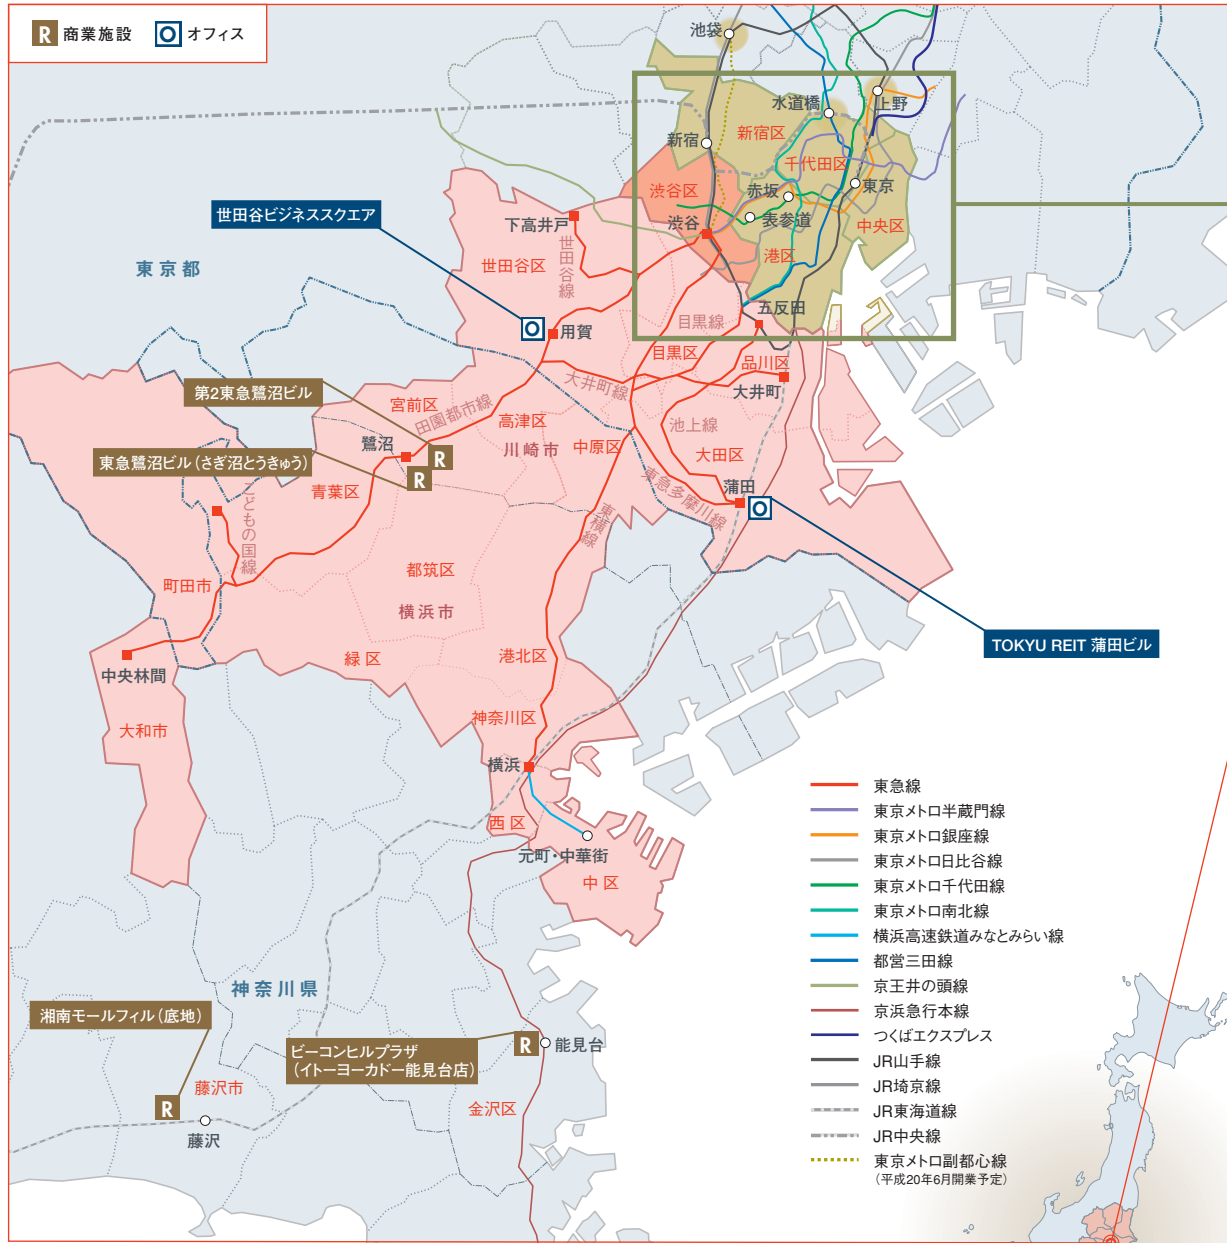 商業施設
オフィス
池袋
水道橋
上野
新宿
新宿区
千代田区
渋谷区
赤坂
東京
世田谷ビジネススクエア
下高井戸
渋谷
表参道
中央区
港区
東京都
世田谷区
世田谷線
五反田
用賀
目黒線
目黒区
品川区
大井町
大井町線
第2東急鷺沼ビル
宮前区
田園都市線
高津区
池上線
川崎市
中原区
大田区
鷺沼
東急鷺沼ビル(さぎ沼とうきゅう)
青葉区
こどもの国線
東急多摩川線
蒲田
東横線
都筑区
町田市
横浜市
TOKYU REIT 蒲田ビル
緑区
港北区
中央林間
大和市
神奈川区
横浜
西区
元町・中華街
中区
東急線
東京メトロ半蔵門線
東京メトロ銀座線
東京メトロ日比谷線
東京メトロ千代田線
東京メトロ南北線
横浜高速鉄道みなとみらい線
都営三田線
京王井の頭線
京浜急行本線
つくばエクスプレス
JR山手線
JR埼京線
JR東海道線
JR中央線
東京メトロ副都心線
(平成20年6月開業予定)
神奈川県
湘南モールフィル(底地)
ビーコンヒルプラザ
(イトーヨーカドー能見台店)
能見台
藤沢市
金沢区
藤沢